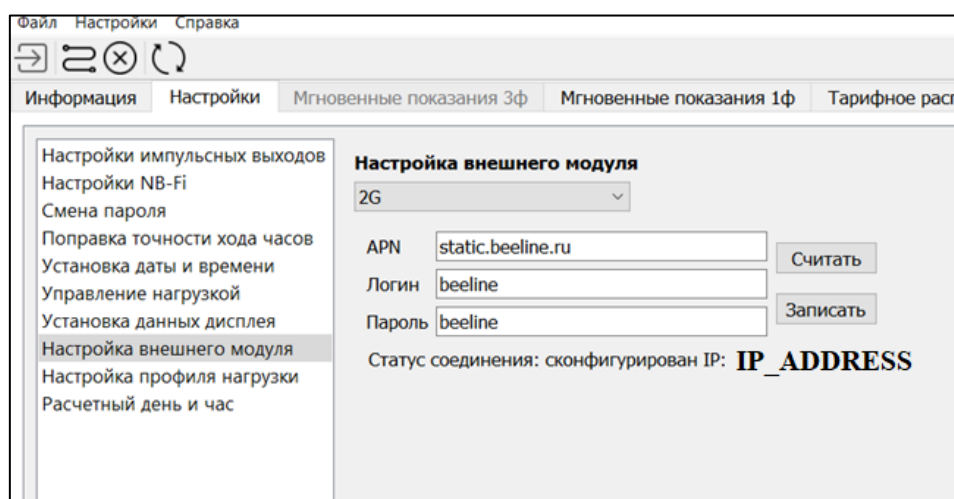 Файл Настройки Справка
Информация Настройки Мгновенные показания 3ф Мгновенные показания 1ф Тарифное расп
Настройки импульсных выходов
Настройки NB-Fi
Смена пароля
Поправка точности хода часов
Установка даты и времени
Управление нагрузкой
Установка данных дисплея
Настройка внешнего модуля
Настройка профиля нагрузки
Расчетный день и час
Настройка внешнего модуля
2G
APN static.beeline.ru
Считать
Логин beeline
Записать
Пароль beeline
Статус соединения: сконфигурирован IP: IP_ADDRESS